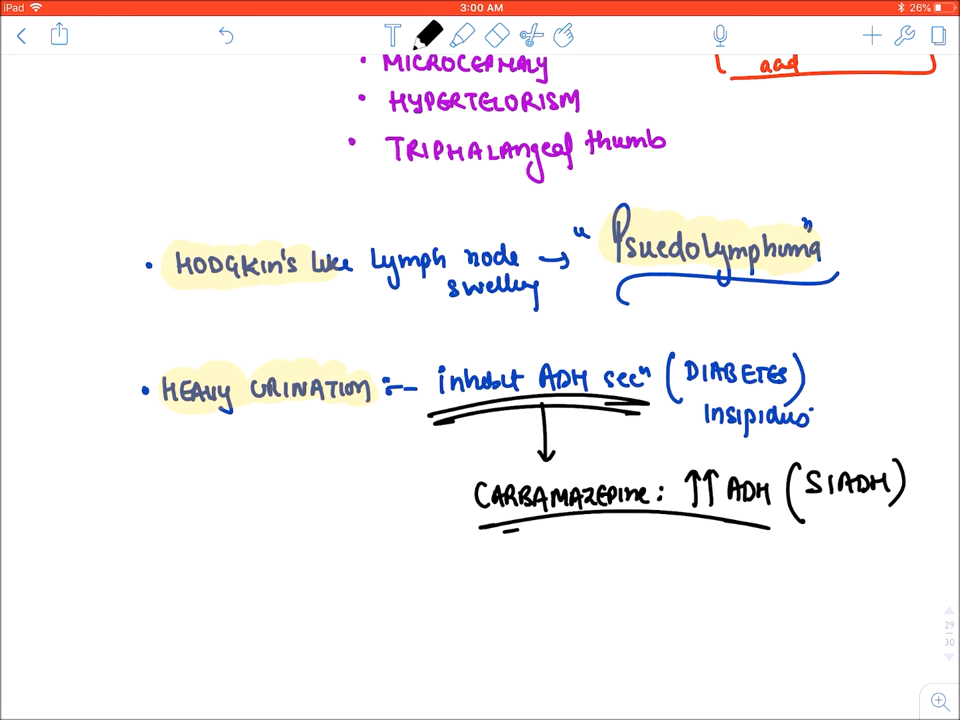 iPad 3:00 AM 26%
T
aad
• MICROCEPHALY
• HYPERTELORISM
• TRIPHALANGEAL thumb
• HODGKIN'S like Lymph node → "Psuedolymphoma"
swelling
• HEAVY URINATION :– inhibit ADH secⁿ (DIABETES)
Insipidus
CARBAMAZEPINE: ↑↑ ADH (SIADH)
29
30